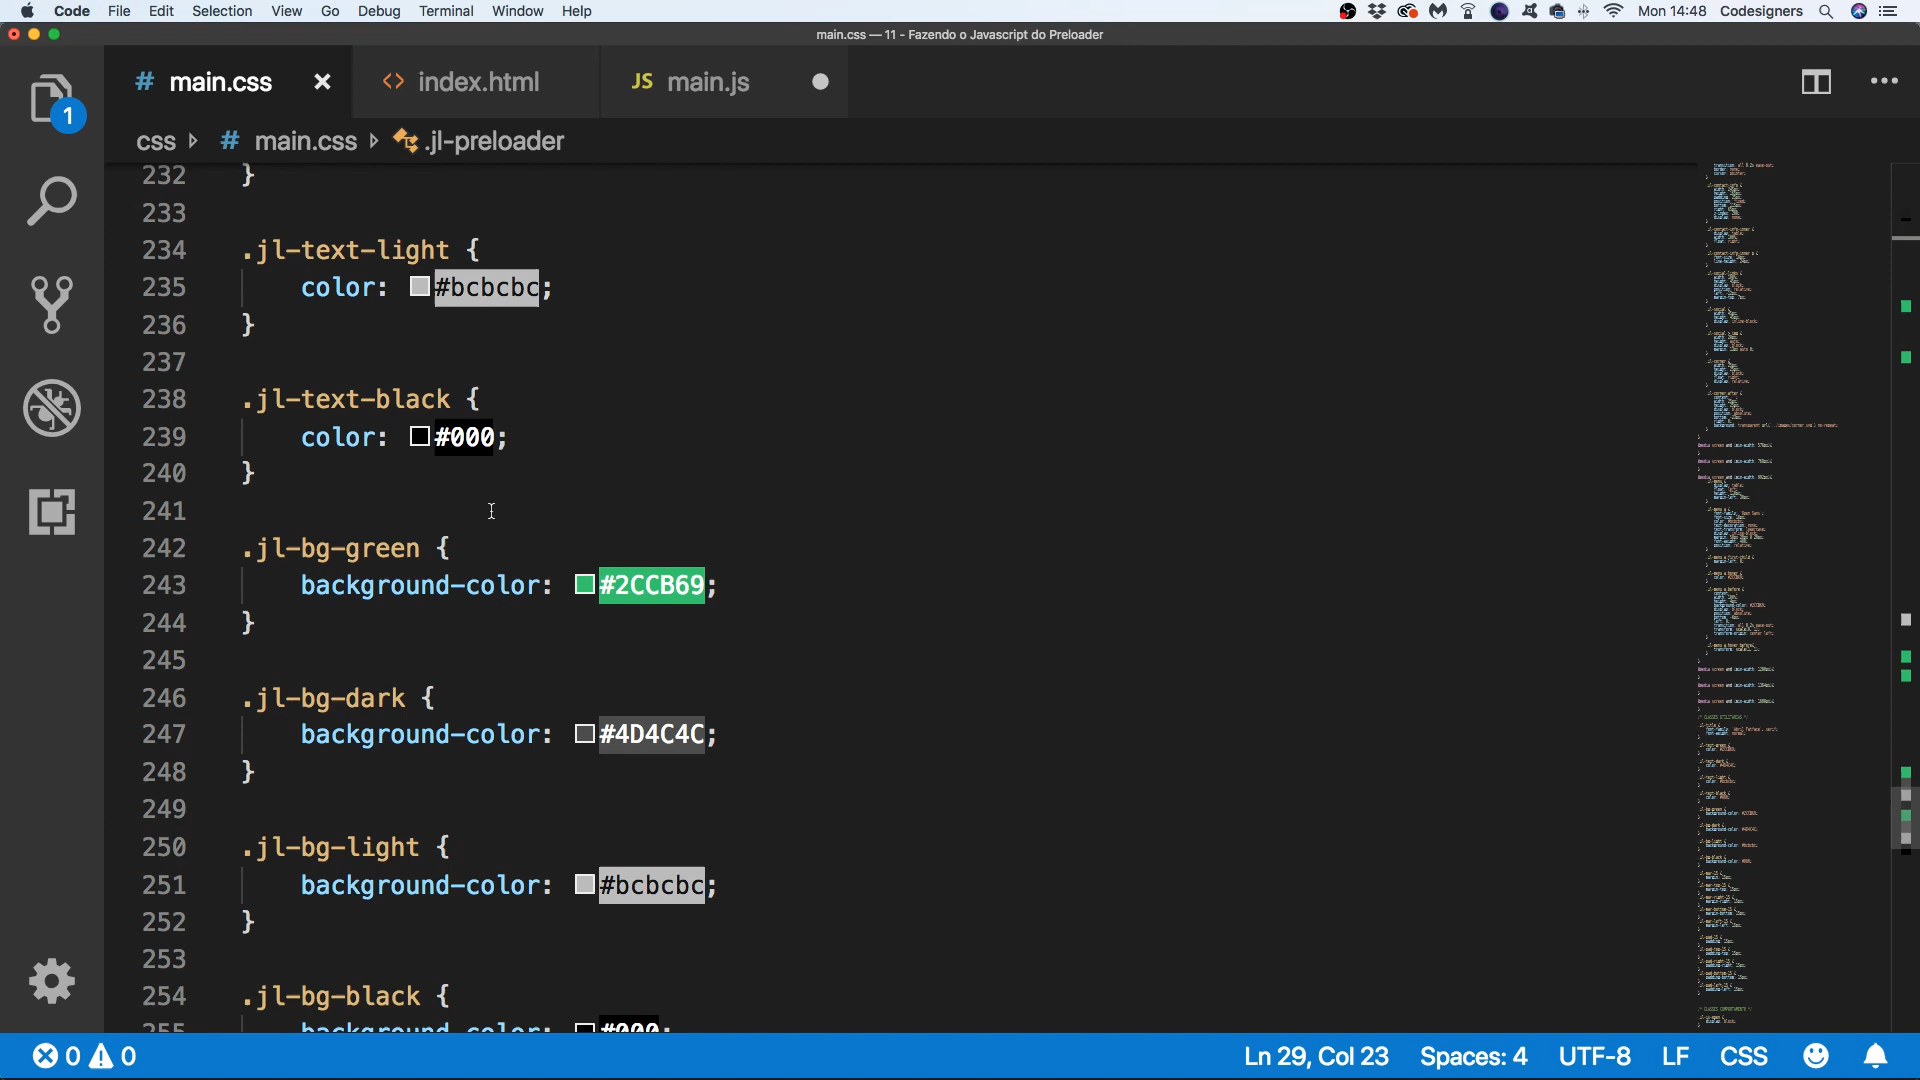 Code File Edit Selection View Go Debug Terminal Window Help Mon 14:48 Codesigners
main.css — 11 - Fazendo o Javascript do Preloader
# main.css × <> index.html JS main.js
1
css # main.css .jl-preloader
232 }
233
234 .jl-text-light {
235 color: #bcbcbc;
236 }
237
238 .jl-text-black {
239 color: #000;
240 }
241
242 .jl-bg-green {
243 background-color: #2CCB69;
244 }
245
246 .jl-bg-dark {
247 background-color: #4D4C4C;
248 }
249
250 .jl-bg-light {
251 background-color: #bcbcbc;
252 }
253
254 .jl-bg-black {
255 background-color: #000;
0 0 Ln 29, Col 23 Spaces: 4 UTF-8 LF CSS